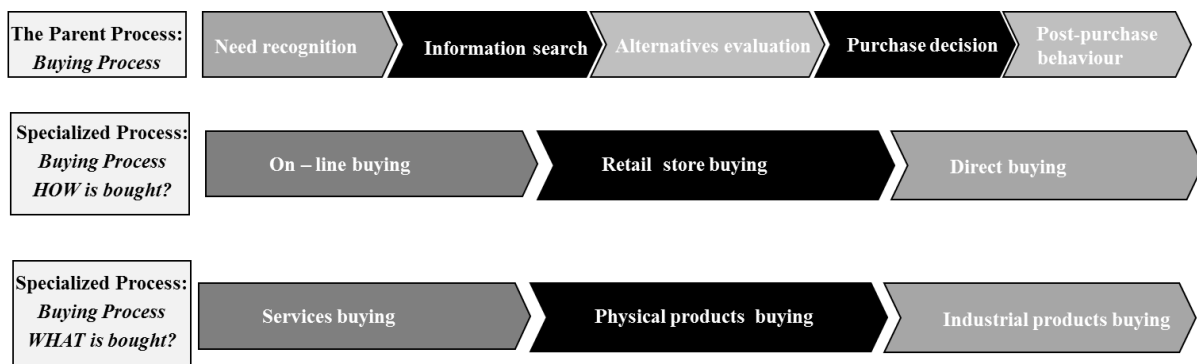 The Parent Process:
Buying Process
Need recognition
Information search
Alternatives evaluation
Purchase decision
Post-purchase
behaviour
Specialized Process:
Buying Process
HOW is bought?
On – line buying
Retail store buying
Direct buying
Specialized Process:
Buying Process
WHAT is bought?
Services buying
Physical products buying
Industrial products buying